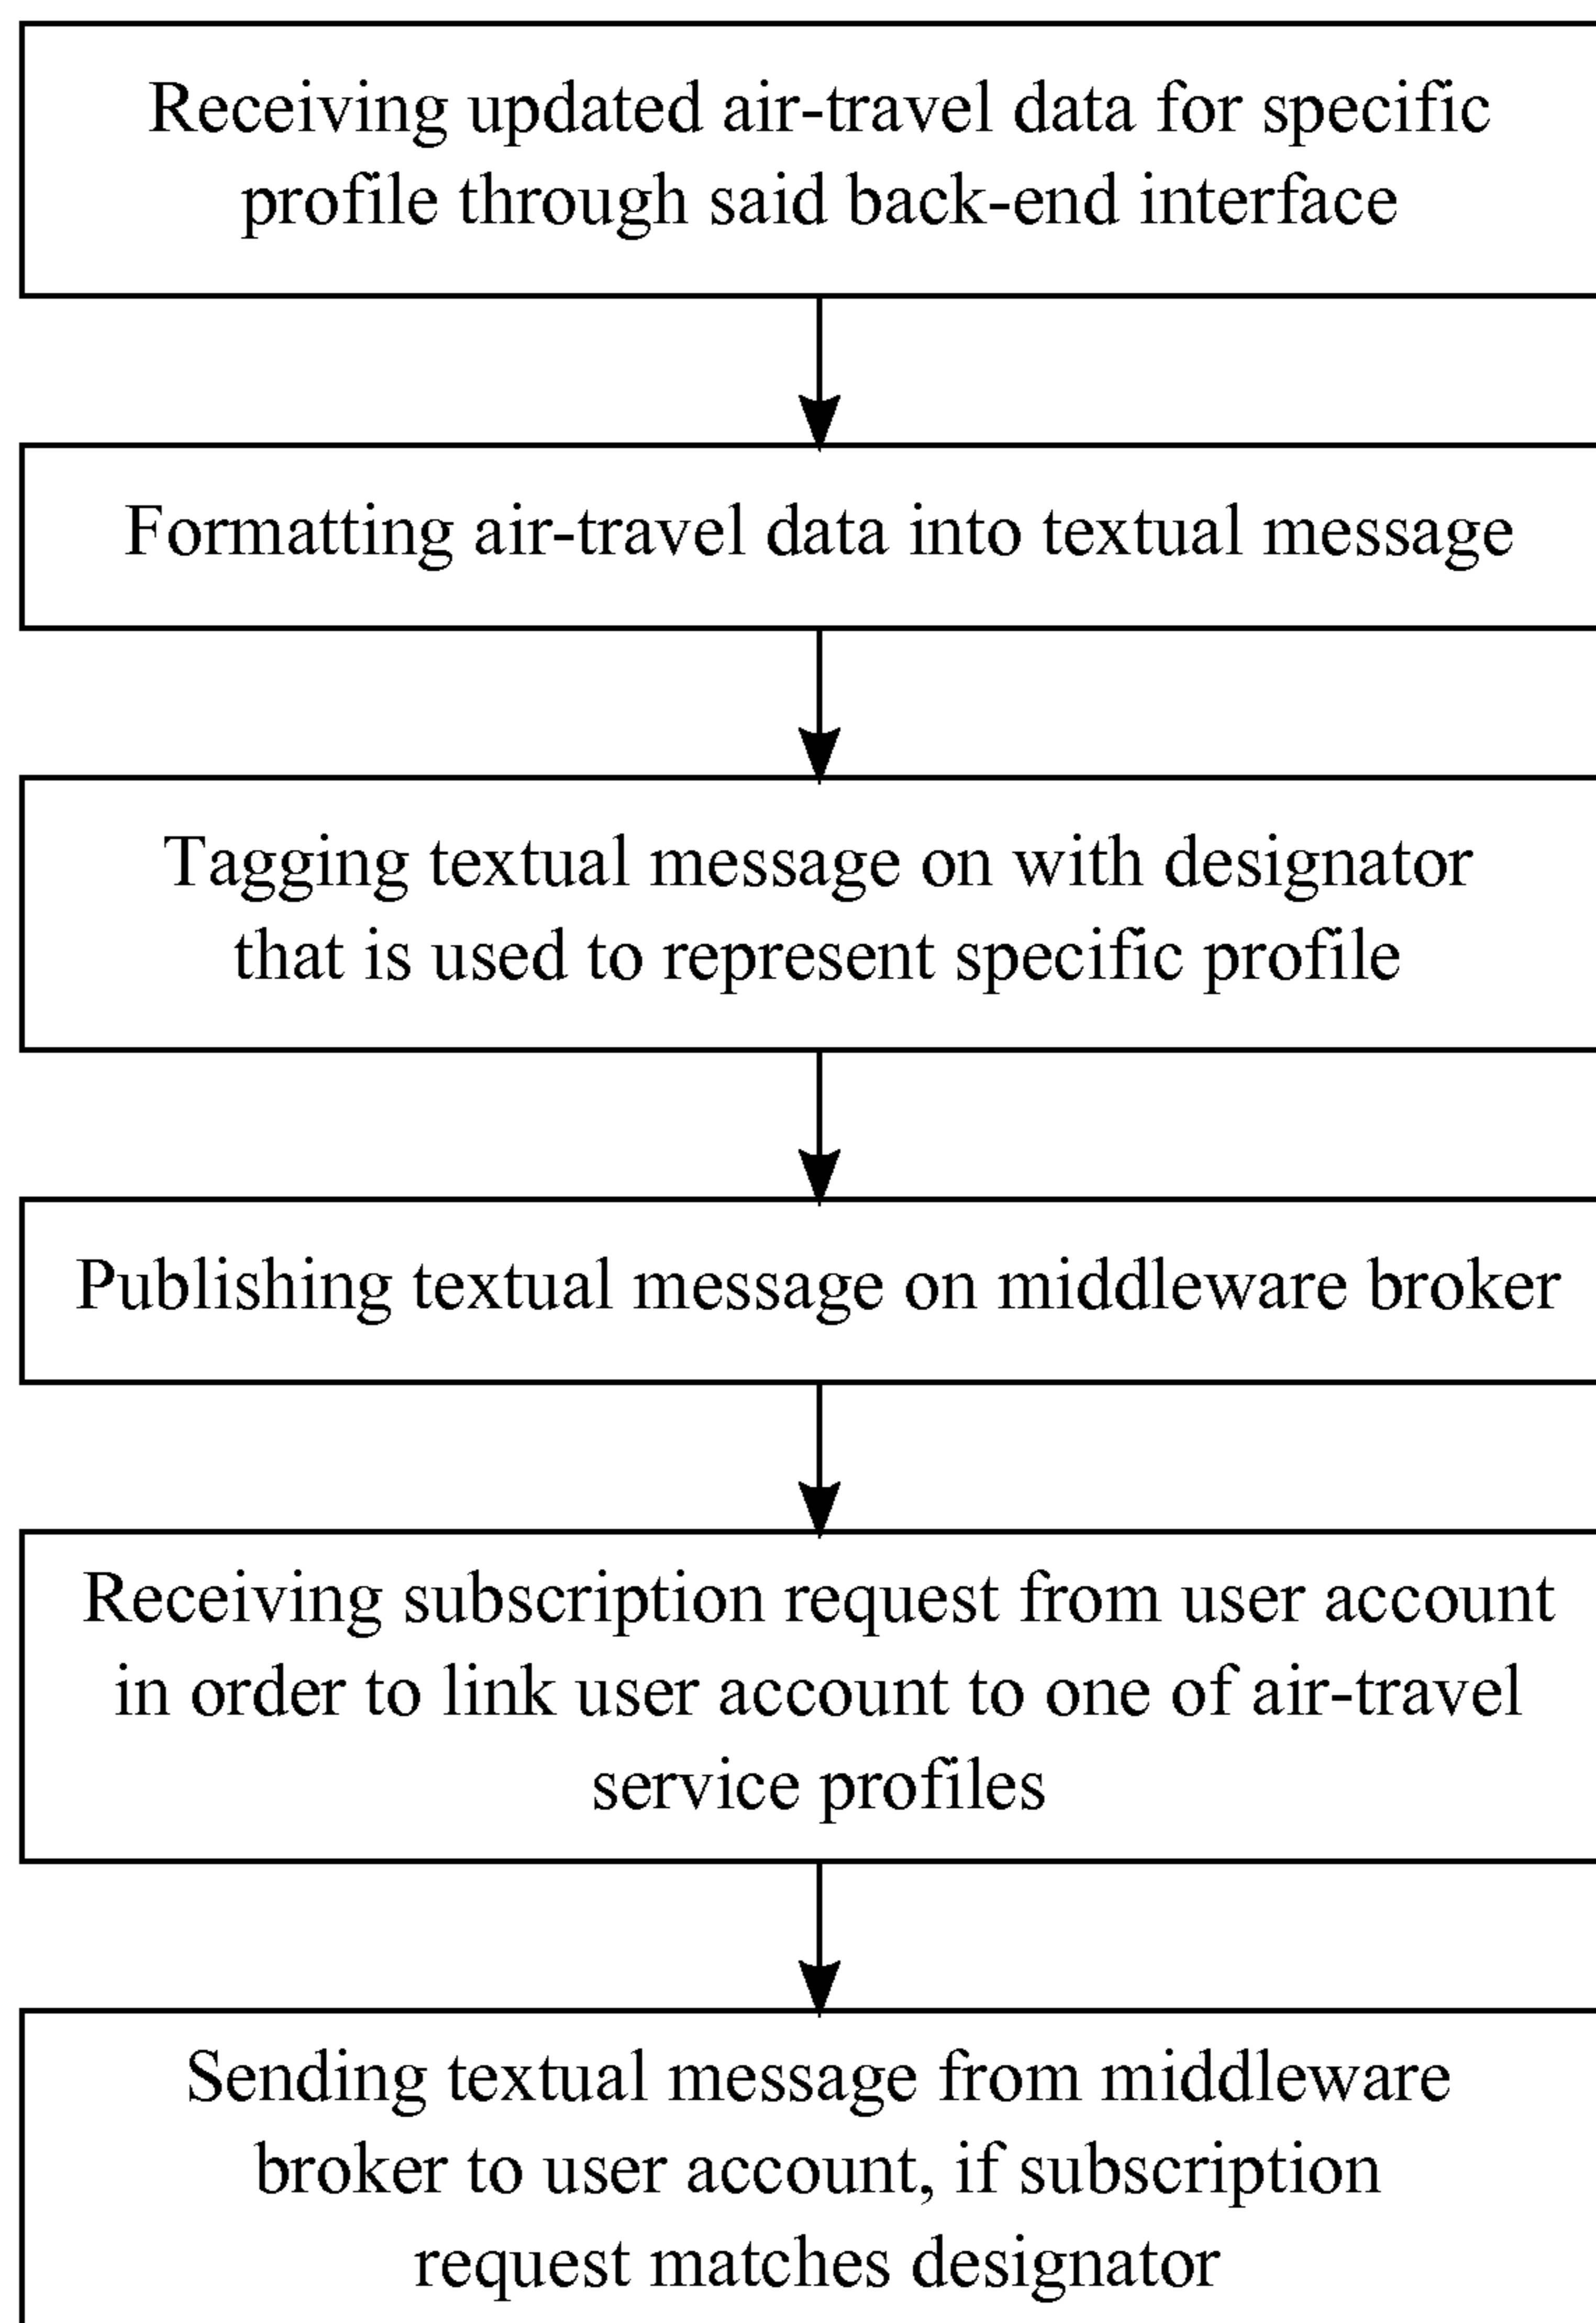 Receiving updated air-travel data for specific
profile through said back-end interface
Formatting air-travel data into textual message
Tagging textual message on with designator
that is used to represent specific profile
Publishing textual message on middleware broker
Receiving subscription request from user account
in order to link user account to one of air-travel
service profiles
Sending textual message from middleware
broker to user account, if subscription
request matches designator